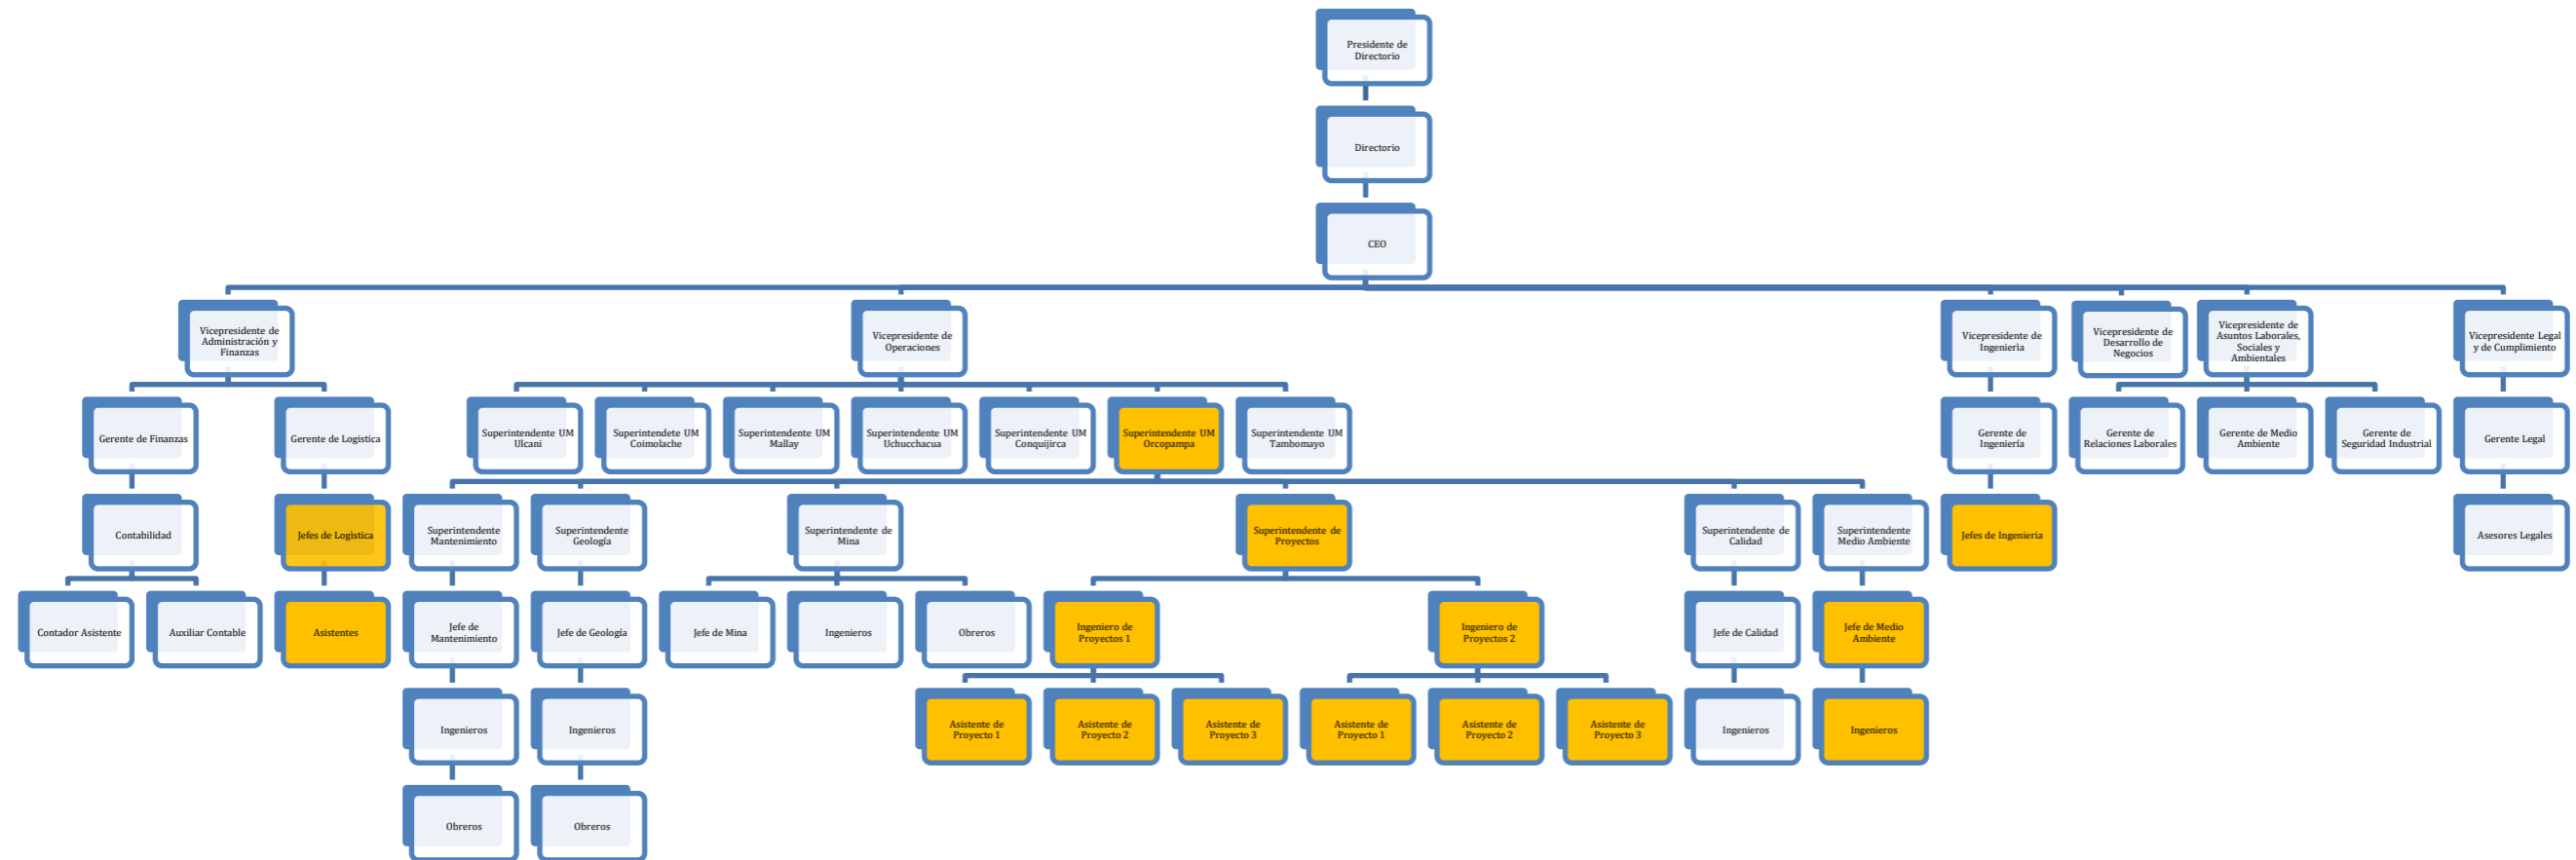 Presidente de
Directorio
Directorio
CEO
Vicepresidente de
Administración y
Finanzas
Vicepresidente de
Operaciones
Vicepresidente de
Ingeniería
Vicepresidente de
Desarrollo de
Negocios
Vicepresidente de
Asuntos Laborales,
Sociales y
Ambientales
Vicepresidente Legal
y de Cumplimiento
Gerente de Finanzas
Gerente de Logistica
Superintendente UM
Ulcani
Superintendete UM
Coimolache
Superintendente UM
Mallay
Superintendente UM
Uchucchacua
Superintendente UM
Conquijirca
Superintendente UM
Orcopampa
Superintendente UM
Tambomayo
Gerente de
Ingeniería
Gerente de
Relaciones Laborales
Gerente de Medio
Ambiente
Gerente de
Seguridad Industrial
Gerente Legal
Contabilidad
Jefes de Logística
Superintendente
Mantenimiento
Superintendente
Geología
Superintendente de
Mina
Superintendente de
Proyectos
Superintendente de
Calidad
Superintendente
Medio Ambiente
Jefes de Ingenieria
Asesores Legales
Contador Asistente
Auxiliar Contable
Asistentes
Jefe de
Mantenimiento
Jefe de Geología
Jefe de Mina
Ingenieros
Obreros
Ingeniero de
Proyectos 1
Ingeniero de
Proyectos 2
Jefe de Calidad
Jefe de Medio
Ambiente
Ingenieros
Ingenieros
Asistente de
Proyecto 1
Asistente de
Proyecto 2
Asistente de
Proyecto 3
Asistente de
Proyecto 1
Asistente de
Proyecto 2
Asistente de
Proyecto 3
Ingenieros
Ingenieros
Obreros
Obreros